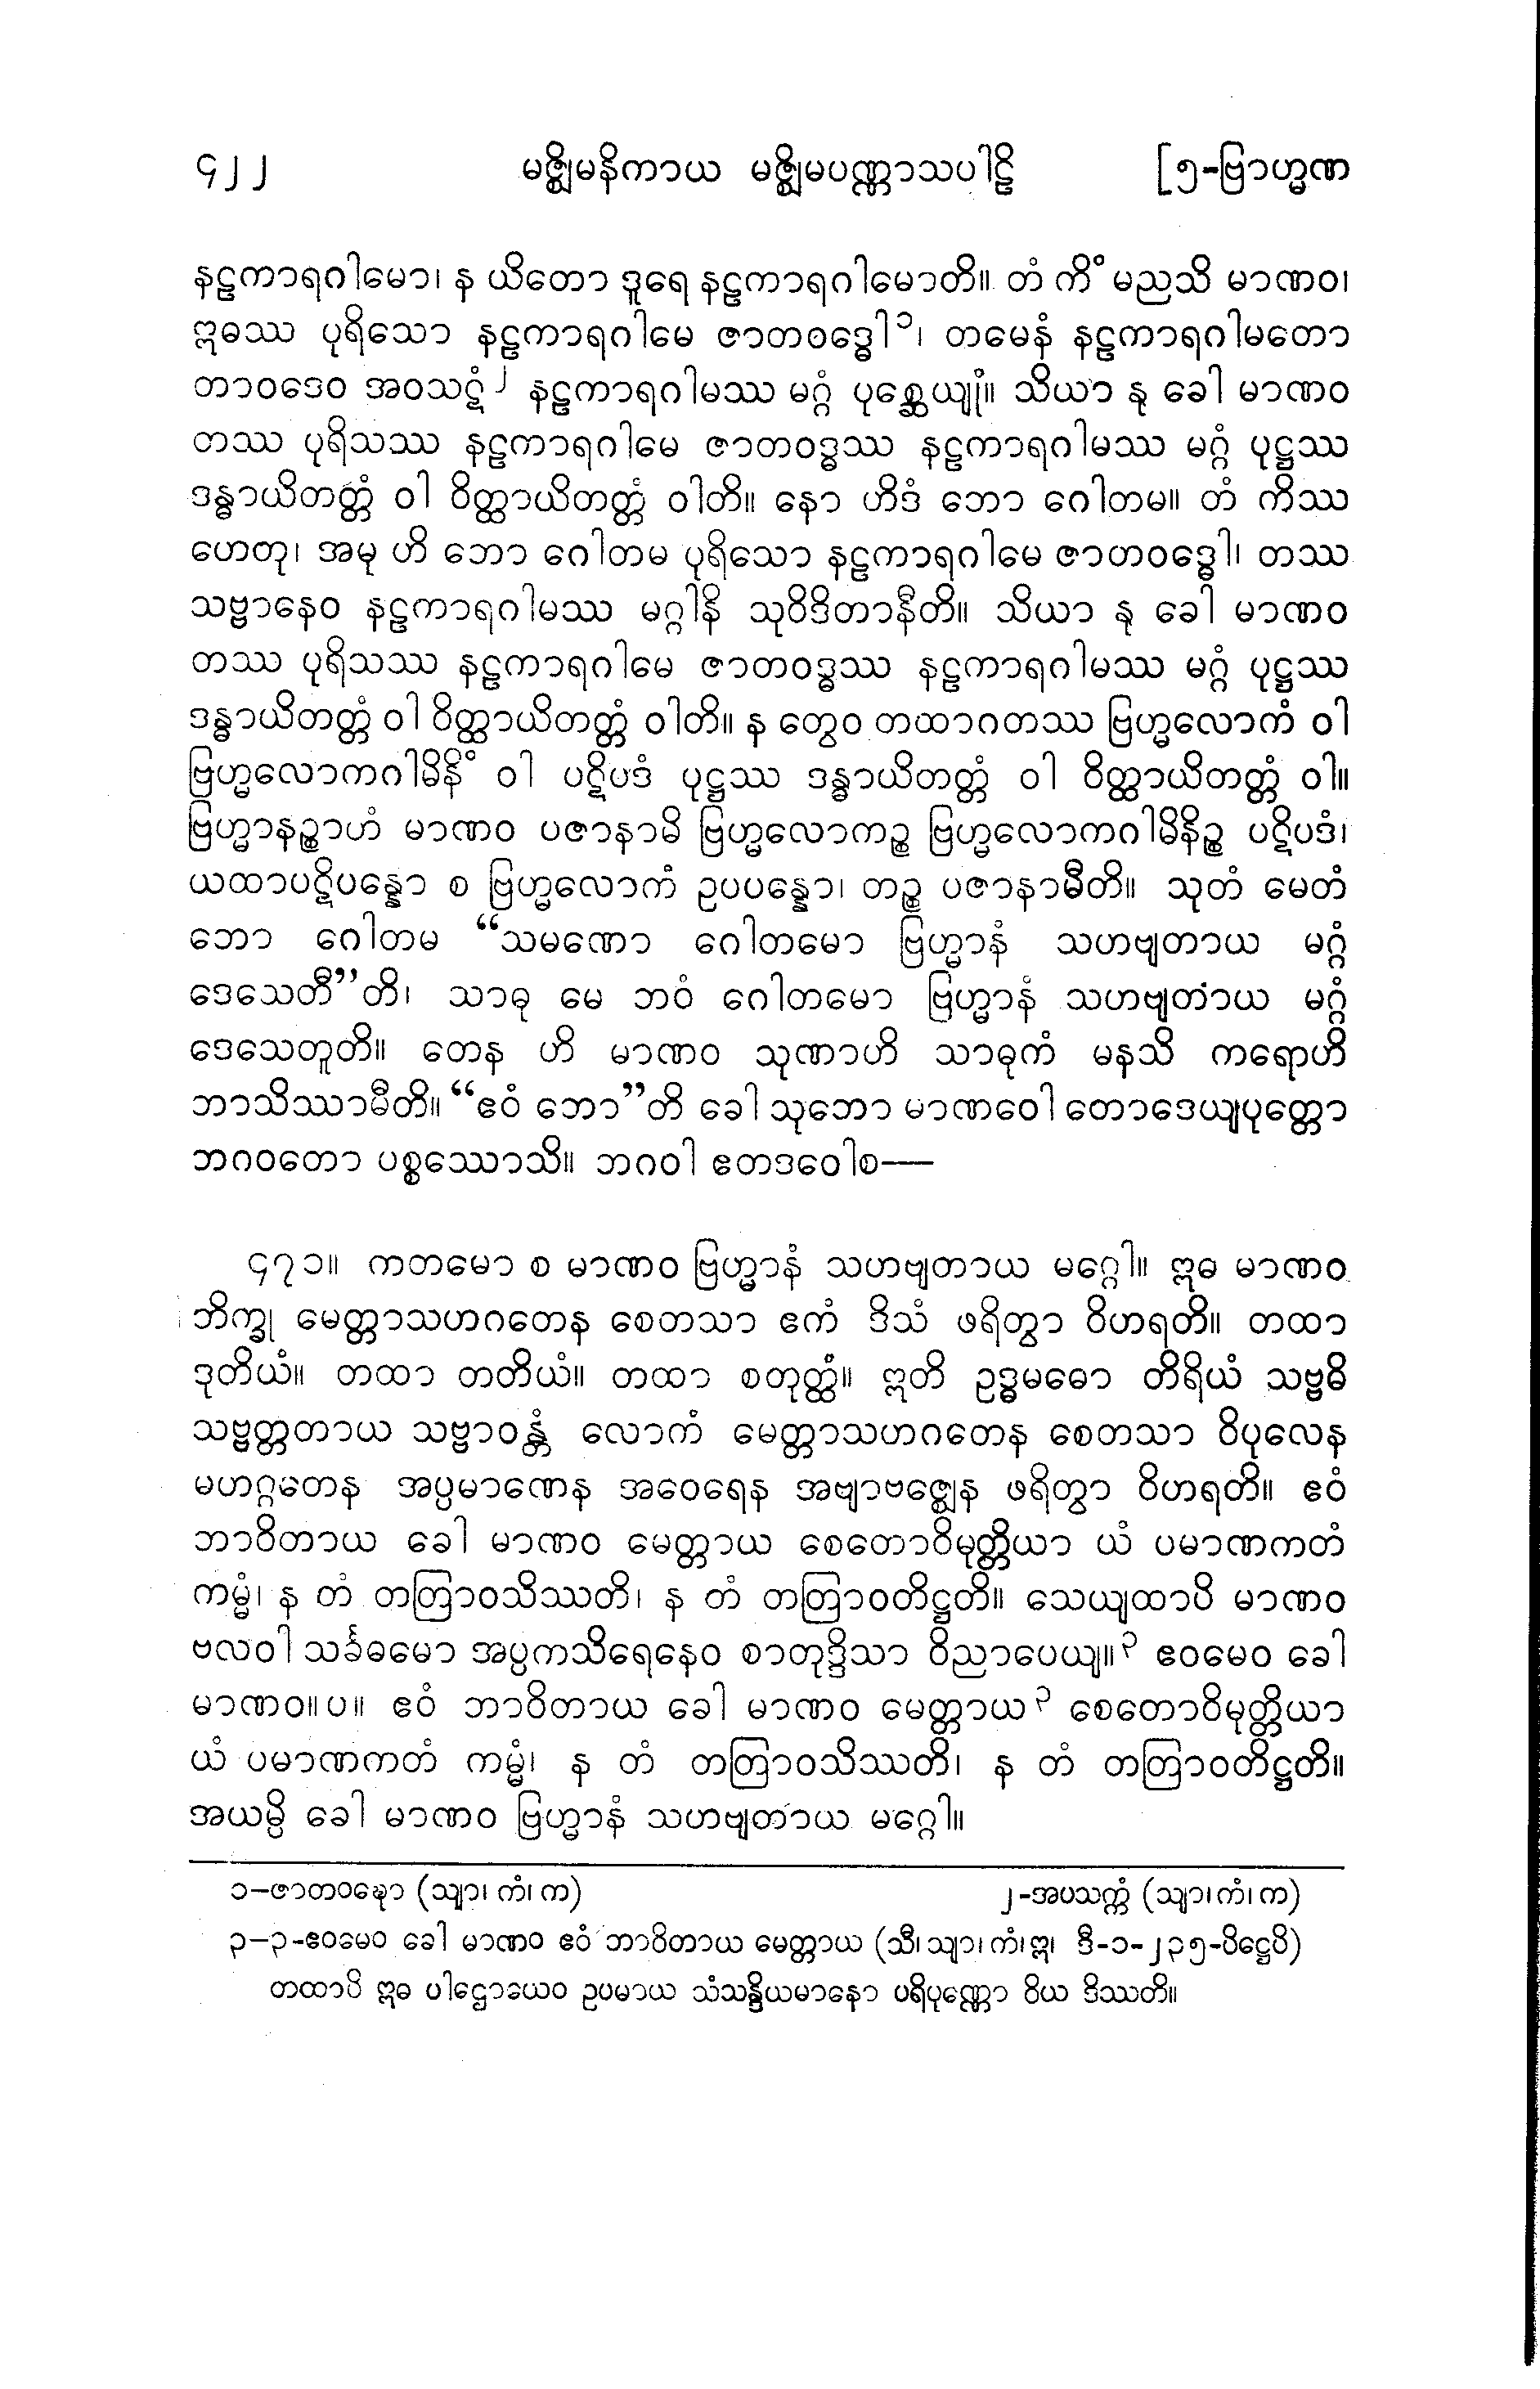 ၄၂၂ မဇ္ဈိမနိကာယ မဇ္ဈိမပဏ္ဏာသပါဠိ [၅-ဗြာဟ္မဏ
နဠကာရဂါမော၊ န ယိတော ဒူရေ နဠကာရဂါမောတိ။ တံ ကိံ မညသိ မာဏဝ၊
ဣဓဿ ပုရိသော နဠကာရဂါမေ ဇာတဝဒ္ဓေါ၁၊ တမေနံ နဠကာရဂါမတော
တာဝဒေဝ အဝသဋံ၂ နဠကာရဂါမဿ မဂ္ဂံ ပုစ္ဆေယျုံ။ သိယာ နု ခေါ မာဏဝ
တဿ ပုရိသဿ နဠကာရဂါမေ ဇာတဝဒ္ဓဿ နဠကာရဂါမဿ မဂ္ဂံ ပုဋ္ဌဿ
ဒန္ဓာယိတတ္တံ ဝါ ဝိတ္ထာယိတတ္တံ ဝါတိ။ နော ဟိဒံ ဘော ဂေါတမ။ တံ ကိဿ
ဟေတု၊ အမု ဟိ ဘော ဂေါတမ ပုရိသော နဠကာရဂါမေ ဇာဟဝဒ္ဓေါ၊ တဿ
သဗ္ဗာနေဝ နဠကာရဂါမဿ မဂ္ဂါနိ သုဝိဒိတာနီတိ။ သိယာ နု ခေါ မာဏဝ
တဿ ပုရိသဿ နဠကာရဂါမေ ဇာတဝဒ္ဓဿ နဠကာရဂါမဿ မဂ္ဂံ ပုဋ္ဌဿ
ဒန္ဓာယိတတ္တံ ဝါ ဝိတ္ထာယိတတ္တံ ဝါတိ။ န တွေဝ တထာဂတဿ ဗြဟ္မလောကံ ဝါ
ဗြဟ္မလောကဂါမိနိံ ဝါ ပဋိပဒံ ပုဋ္ဌဿ ဒန္ဓာယိတတ္တံ ဝါ ဝိတ္ထာယိတတ္တံ ဝါ။
ဗြဟ္မာနဉ္စာဟံ မာဏဝ ပဇာနာမိ ဗြဟ္မလောကဉ္စ ဗြဟ္မလောကဂါမိနိဉ္စ ပဋိပဒံ၊
ယထာပဋိပန္နော စ ဗြဟ္မလောကံ ဥပပန္နော၊ တဉ္စ ပဇာနာမီတိ။ သုတံ မေတံ
ဘော ဂေါတမ “သမဏော ဂေါတမော ဗြဟ္မာနံ သဟဗျတာယ မဂ္ဂံ
ဒေသေတီ”တိ၊ သာဓု မေ ဘဝံ ဂေါတမော ဗြဟ္မာနံ သဟဗျတာယ မဂ္ဂံ
ဒေသေတူတိ။ တေန ဟိ မာဏဝ သုဏာဟိ သာဓုကံ မနသိ ကရောဟိ
ဘာသိဿာမီတိ။ “ဧဝံ ဘော”တိ ခေါ သုဘော မာဏဝေါ တောဒေယျပုတ္တော
ဘဂဝတော ပစ္စဿောသိ။ ဘဂဝါ ဧတဒဝေါစ—
၄၇၁။ ကတမော စ မာဏဝ ဗြဟ္မာနံ သဟဗျတာယ မဂ္ဂေါ။ ဣဓ မာဏဝ
ဘိက္ခု မေတ္တာသဟဂတေန စေတသာ ဧကံ ဒိသံ ဖရိတွာ ဝိဟရတိ။ တထာ
ဒုတိယံ။ တထာ တတိယံ။ တထာ စတုတ္ထံ။ ဣတိ ဥဒ္ဓမဓော တိရိယံ သဗ္ဗဓိ
သဗ္ဗတ္တတာယ သဗ္ဗာဝန္တံ လောကံ မေတ္တာသဟဂတေန စေတသာ ဝိပုလေန
မဟဂ္ဂတေန အပ္ပမာဏေန အဝေရေန အဗျာဗဇ္ဈေန ဖရိတွာ ဝိဟရတိ။ ဧဝံ
ဘာဝိတာယ ခေါ မာဏဝ မေတ္တာယ စေတောဝိမုတ္တိယာ ယံ ပမာဏကတံ
ကမ္မံ၊ န တံ တတြာဝသိဿတိ၊ န တံ တတြာဝတိဋ္ဌတိ။ သေယျထာပိ မာဏဝ
ဗလဝါ သင်္ခဓမော အပ္ပကသိရေနေဝ စာတုဒ္ဒိသာ ဝိညာပေယျ။၃ ဧဝမေဝ ခေါ
မာဏဝ။ပ။ ဧဝံ ဘာဝိတာယ ခေါ မာဏဝ မေတ္တာယ၃ စေတောဝိမုတ္တိယာ
ယံ ပမာဏကတံ ကမ္မံ၊ န တံ တတြာဝသိဿတိ၊ န တံ တတြာဝတိဋ္ဌတိ။
အယမ္ပိ ခေါ မာဏဝ ဗြဟ္မာနံ သဟဗျတာယ မဂ္ဂေါ။
၁-ဇာတဝဍ္ဎော (သျာ၊ ကံ၊ က) ၂-အပသက္ကံ (သျာ၊ကံ၊က)
၃-၃-ဧဝမေဝ ခေါ မာဏဝ ဧဝံ ဘာဝိတာယ မေတ္တာယ (သီ၊ သျာ၊ ကံ၊ဣ၊ ဒီ-၁-၂၃၅-ပိဋ္ဌေပိ)
တထာပိ ဣဓ ပါဌောယေဝ ဥပမာယ သံသန္ဒိယမာနော ပရိပုဏ္ဏော ဝိယ ဒိဿတိ။